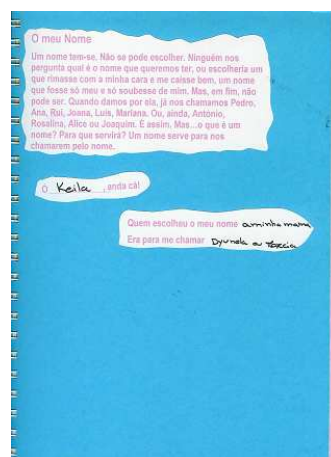 O meu Nome
Um nome tem-se. Não se pode escolher. Ninguém nos
pergunta qual é o nome que queremos ter, ou escolheria um
que rimasse com a minha cara e me caísse bem, um nome
que fosse só meu e só soubesse de mim. Mas, em fim, não
pode ser. Quando damos por ela, já nos chamamos Pedro,
Ana, Rui, Joana, Luís, Mariana. Ou, ainda, António,
Rosalina, Alice ou Joaquim. É assim. Mas...o que é um
nome? Para que servirá? Um nome serve para nos
chamarem pelo nome.
Ó Keila, anda cá!
Quem escolheu o meu nome a minha mama
Era para me chamar Dyunela ou